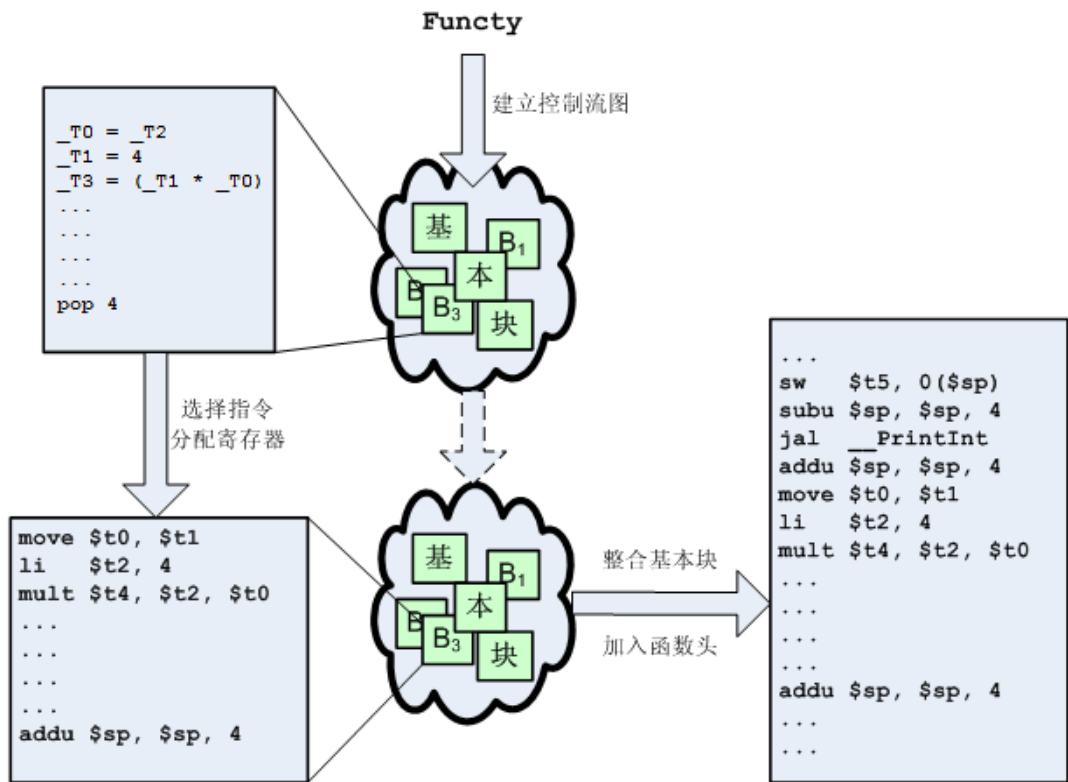 Functy
建立控制流图
_T0 = _T2
_T1 = 4
_T3 = (_T1 * _T0)
...
...
...
...
pop 4
基
B1
本
B
B3
块
选择指令
分配寄存器
move $t0, $t1
li $t2, 4
mult $t4, $t2, $t0
...
...
...
...
addu $sp, $sp, 4
基
B1
本
B
B3
块
整合基本块
加入函数头
...
sw $t5, 0($sp)
subu $sp, $sp, 4
jal __PrintInt
addu $sp, $sp, 4
move $t0, $t1
li $t2, 4
mult $t4, $t2, $t0
...
...
...
...
addu $sp, $sp, 4
...
...